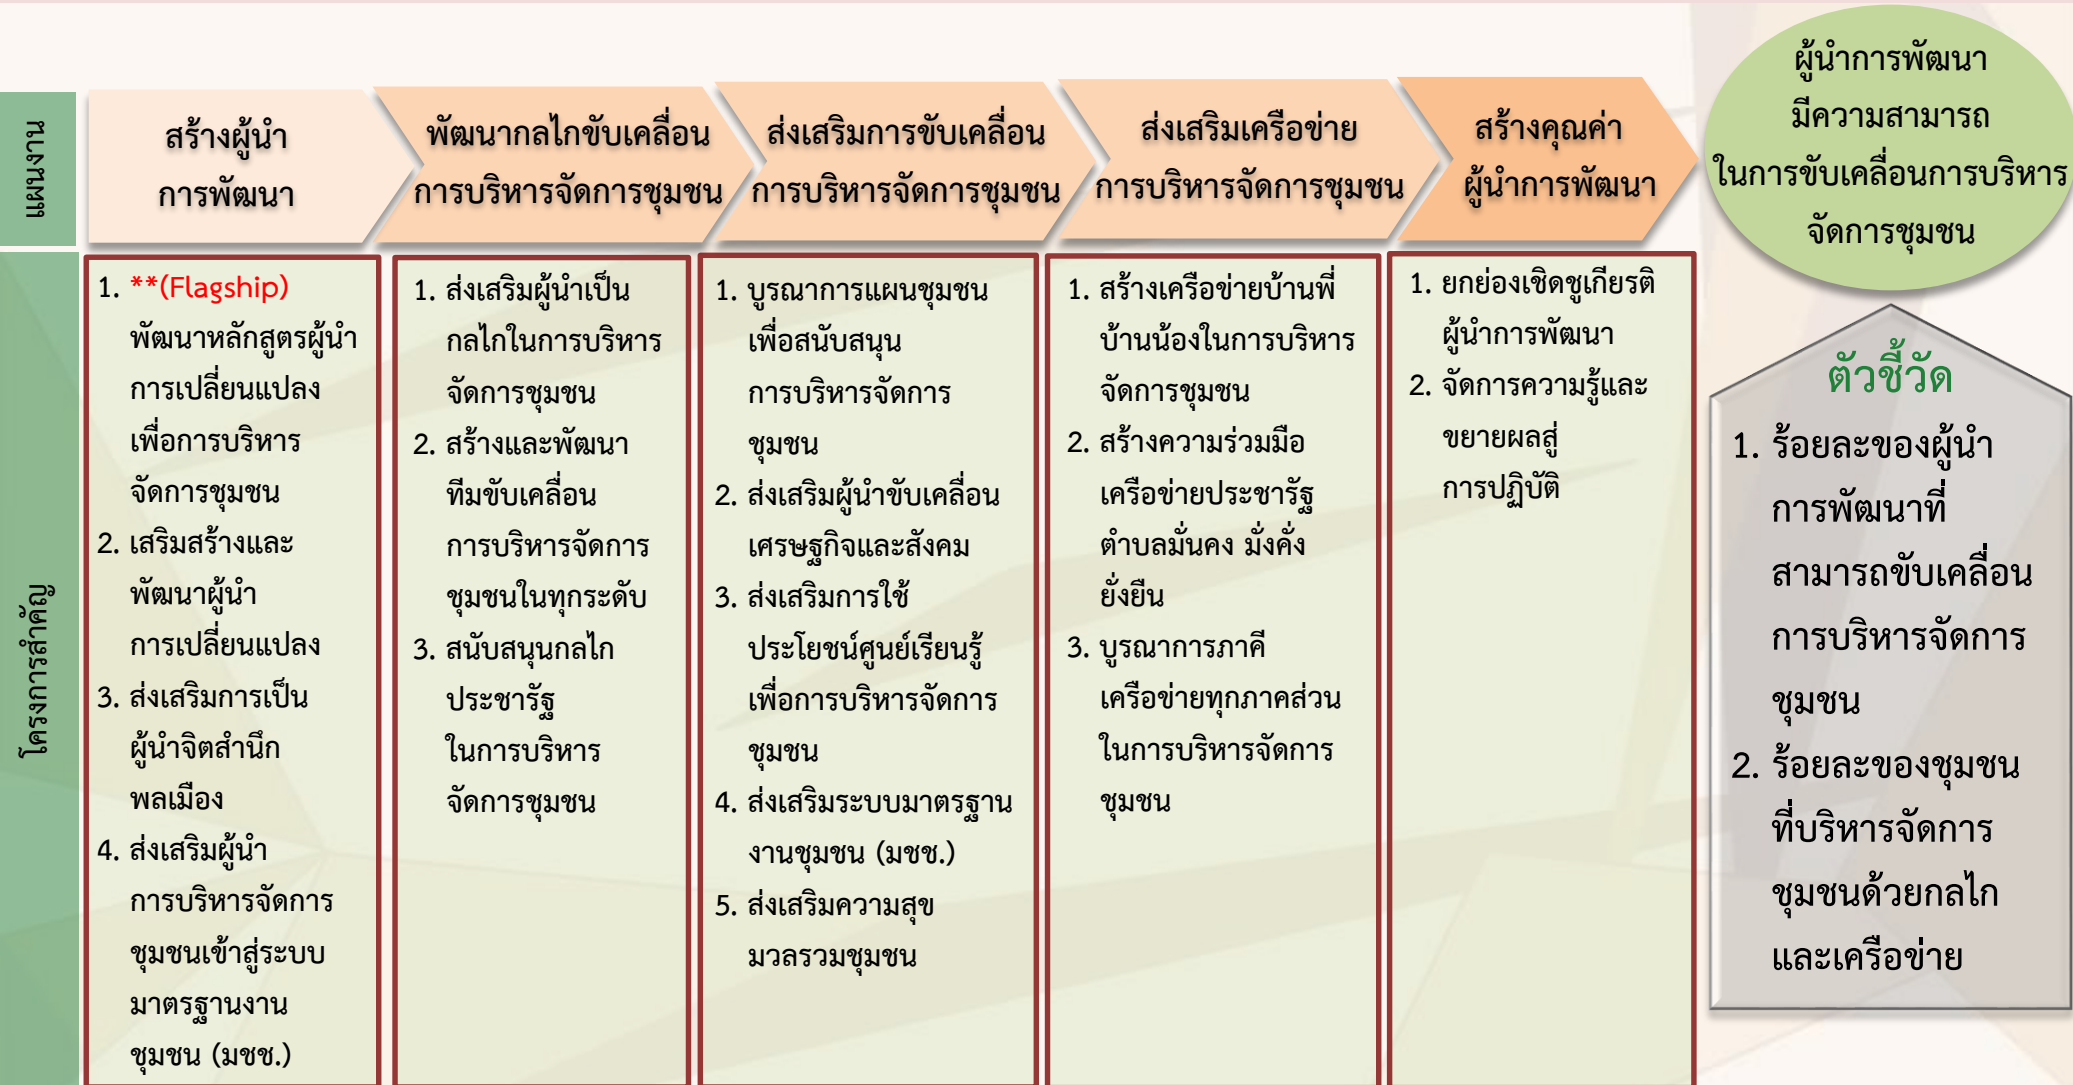 แผนงาน
สร้างผู้นำ
การพัฒนา
พัฒนากลไกขับเคลื่อน
การบริหารจัดการชุมชน
ส่งเสริมการขับเคลื่อน
การบริหารจัดการชุมชน
ส่งเสริมเครือข่าย
การบริหารจัดการชุมชน
สร้างคุณค่า
ผู้นำการพัฒนา
ผู้นำการพัฒนา
มีความสามารถ
ในการขับเคลื่อนการบริหาร
จัดการชุมชน
โครงการสำคัญ
1. **(Flagship)
พัฒนาหลักสูตรผู้นำ
การเปลี่ยนแปลง
เพื่อการบริหาร
จัดการชุมชน
2. เสริมสร้างและ
พัฒนาผู้นำ
การเปลี่ยนแปลง
3. ส่งเสริมการเป็น
ผู้นำจิตสำนึก
พลเมือง
4. ส่งเสริมผู้นำ
การบริหารจัดการ
ชุมชนเข้าสู่ระบบ
มาตรฐานงาน
ชุมชน (มชช.)
1. ส่งเสริมผู้นำเป็น
กลไกในการบริหาร
จัดการชุมชน
2. สร้างและพัฒนา
ทีมขับเคลื่อน
การบริหารจัดการ
ชุมชนในทุกระดับ
3. สนับสนุนกลไก
ประชารัฐ
ในการบริหาร
จัดการชุมชน
1. บูรณาการแผนชุมชน
เพื่อสนับสนุน
การบริหารจัดการ
ชุมชน
2. ส่งเสริมผู้นำขับเคลื่อน
เศรษฐกิจและสังคม
3. ส่งเสริมการใช้
ประโยชน์ศูนย์เรียนรู้
เพื่อการบริหารจัดการ
ชุมชน
4. ส่งเสริมระบบมาตรฐาน
งานชุมชน (มชช.)
5. ส่งเสริมความสุข
มวลรวมชุมชน
1. สร้างเครือข่ายบ้านพี่
บ้านน้องในการบริหาร
จัดการชุมชน
2. สร้างความร่วมมือ
เครือข่ายประชารัฐ
ตำบลมั่นคง มั่งคั่ง
ยั่งยืน
3. บูรณาการภาคี
เครือข่ายทุกภาคส่วน
ในการบริหารจัดการ
ชุมชน
1. ยกย่องเชิดชูเกียรติ
ผู้นำการพัฒนา
2. จัดการความรู้และ
ขยายผลสู่
การปฏิบัติ
ตัวชี้วัด
1. ร้อยละของผู้นำ
การพัฒนาที่
สามารถขับเคลื่อน
การบริหารจัดการ
ชุมชน
2. ร้อยละของชุมชน
ที่บริหารจัดการ
ชุมชนด้วยกลไก
และเครือข่าย